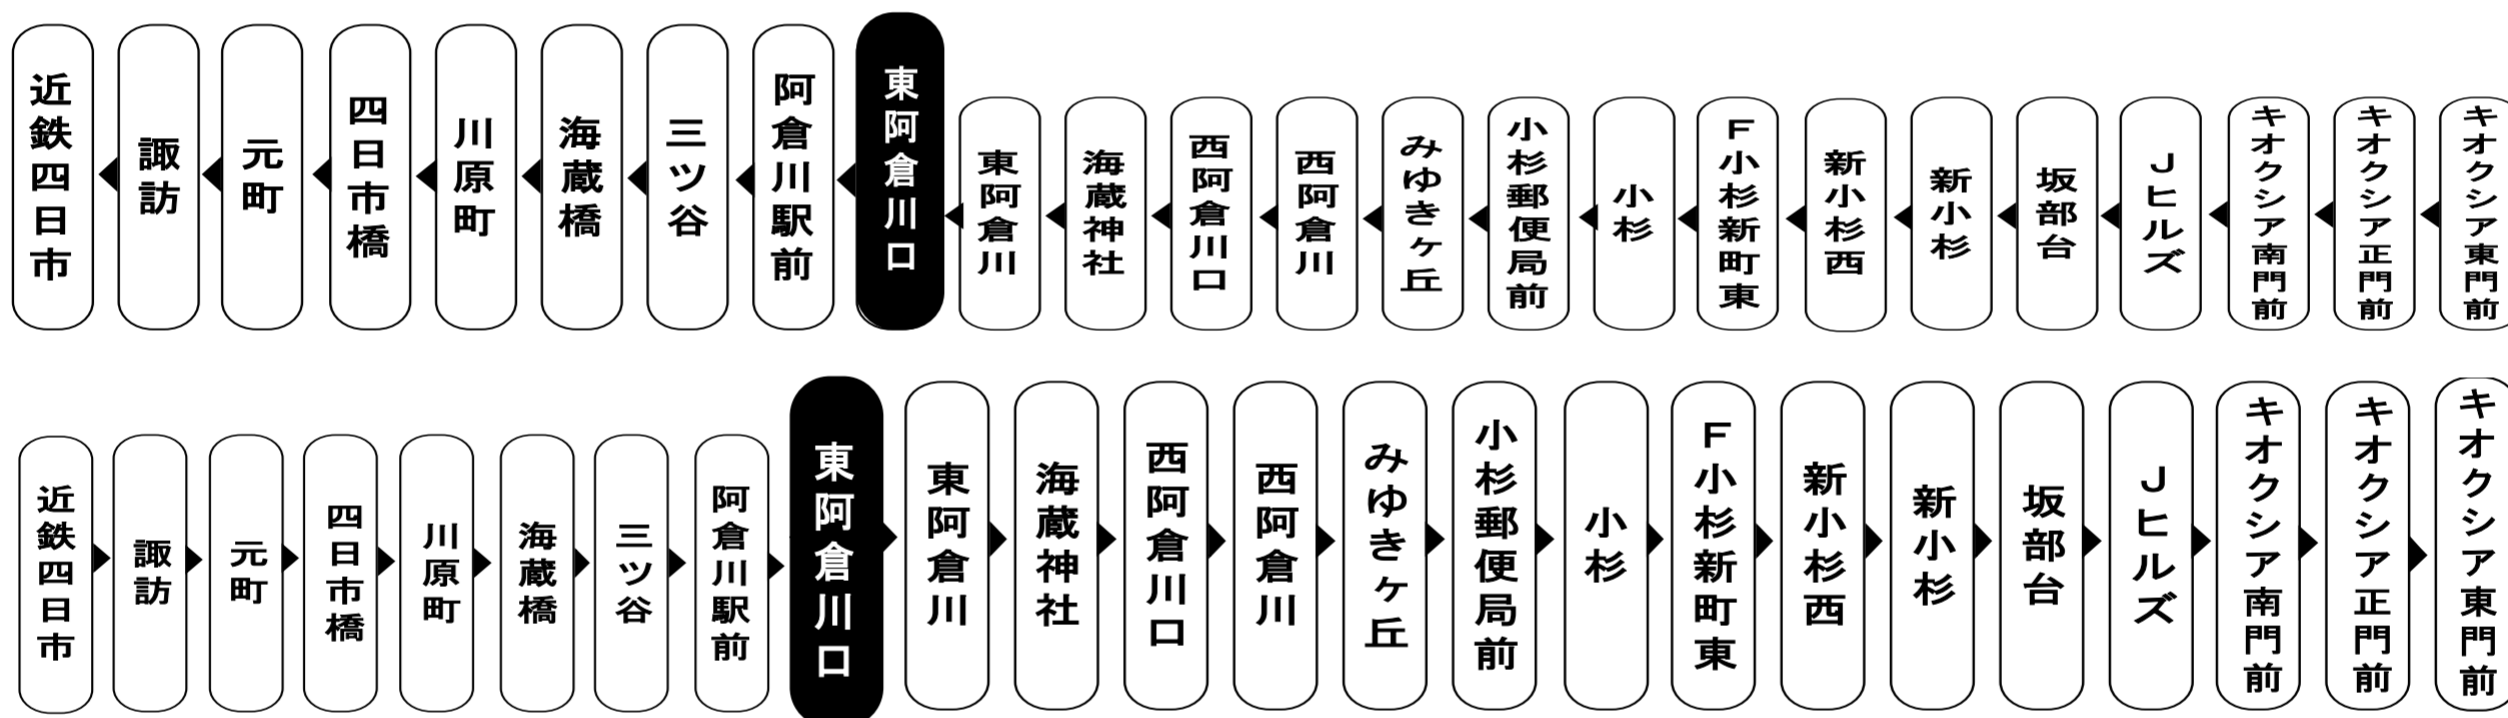 近鉄四日市
諏訪
元町
四日市橋
川原町
海蔵橋
三ツ谷
阿倉川駅前
東阿倉川口
東阿倉川
海蔵神社
西阿倉川口
西阿倉川
みゆきヶ丘
小杉郵便局前
小杉
F小杉新町東
新小杉西
新小杉
坂部台
Jヒルズ
キオクシア南門前
キオクシア正門前
キオクシア東門前
近鉄四日市
諏訪
元町
四日市橋
川原町
海蔵橋
三ツ谷
阿倉川駅前
東阿倉川口
東阿倉川
海蔵神社
西阿倉川口
西阿倉川
みゆきヶ丘
小杉郵便局前
小杉
F小杉新町東
新小杉西
新小杉
坂部台
Jヒルズ
キオクシア南門前
キオクシア正門前
キオクシア東門前